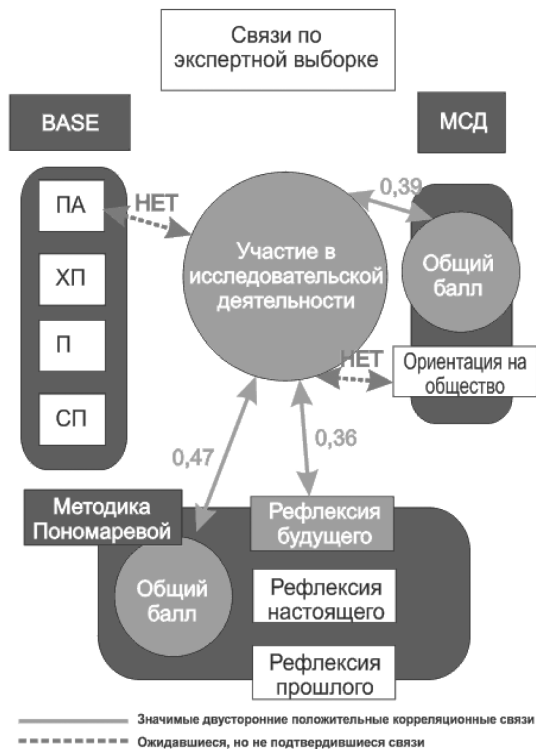 Связи по
экспертной выборке
BASE
МСД
ПА
НЕТ
0,39
Участие в
исследовательской
деятельности
Общий
балл
ХП
П
НЕТ
Ориентация на
общество
СП
0,47
0,36
Методика
Пономаревой
Рефлексия
будущего
Общий
балл
Рефлексия
настоящего
Рефлексия
прошлого
Значимые двусторонние положительные корреляционные связи
Ожидавшиеся, но не подтвердившиеся связи